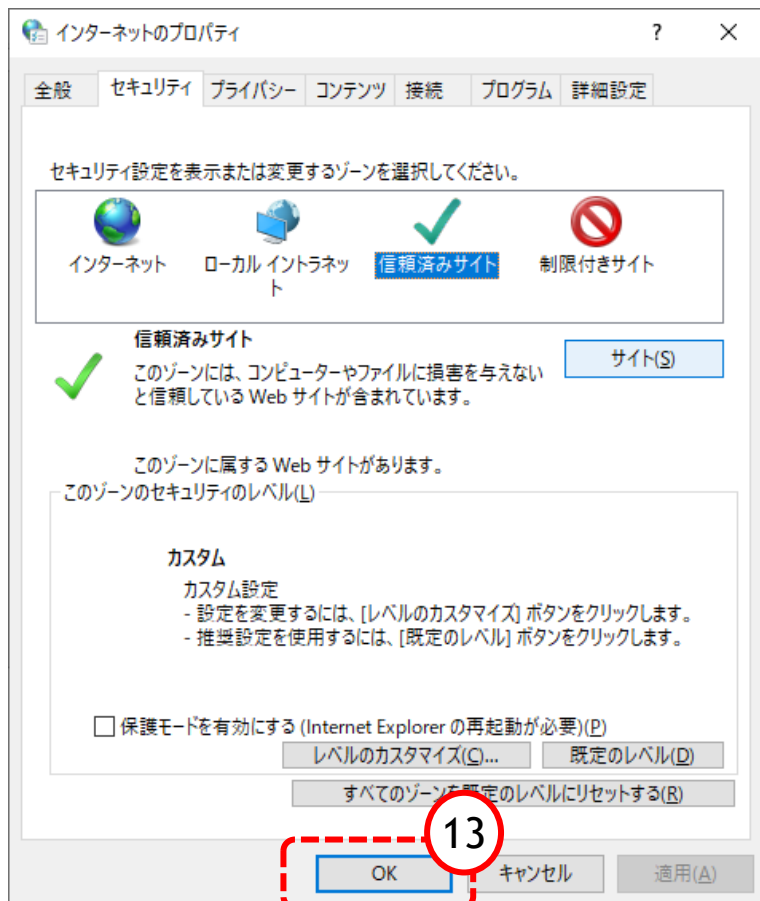 インターネットのプロパティ
?
×
全般 セキュリティ プライバシー コンテンツ 接続 プログラム 詳細設定
セキュリティ設定を表示または変更するゾーンを選択してください。
インターネット
ローカル イントラネッ
ト
信頼済みサイト
制限付きサイト
信頼済みサイト
このゾーンには、コンピューターやファイルに損害を与えない
と信頼している Web サイトが含まれています。
サイト(S)
このゾーンに属する Web サイトがあります。
このゾーンのセキュリティのレベル(L)
カスタム
カスタム設定
- 設定を変更するには、[レベルのカスタマイズ] ボタンをクリックします。
- 推奨設定を使用するには、[既定のレベル] ボタンをクリックします。
保護モードを有効にする (Internet Explorer の再起動が必要)(P)
レベルのカスタマイズ(C)... 既定のレベル(D)
すべてのゾーンを既定のレベルにリセットする(R)
13
OK キャンセル 適用(A)